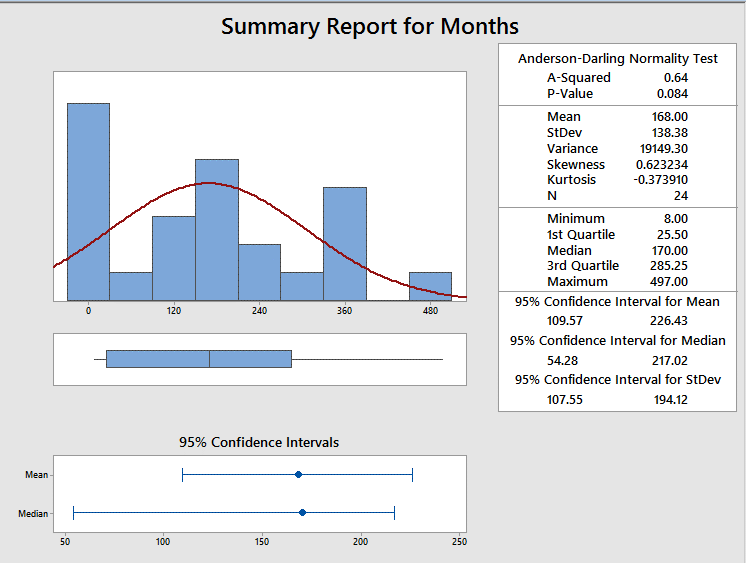 Summary Report for Months
Anderson-Darling Normality Test
A-Squared 0.64
P-Value 0.084
Mean 168.00
StDev 138.38
Variance 19149.30
Skewness 0.623234
Kurtosis -0.373910
N 24
Minimum 8.00
1st Quartile 25.50
Median 170.00
3rd Quartile 285.25
Maximum 497.00
95% Confidence Interval for Mean
109.57 226.43
95% Confidence Interval for Median
54.28 217.02
95% Confidence Interval for StDev
107.55 194.12
0 120 240 360 480
95% Confidence Intervals
Mean
Median
50 100 150 200 250